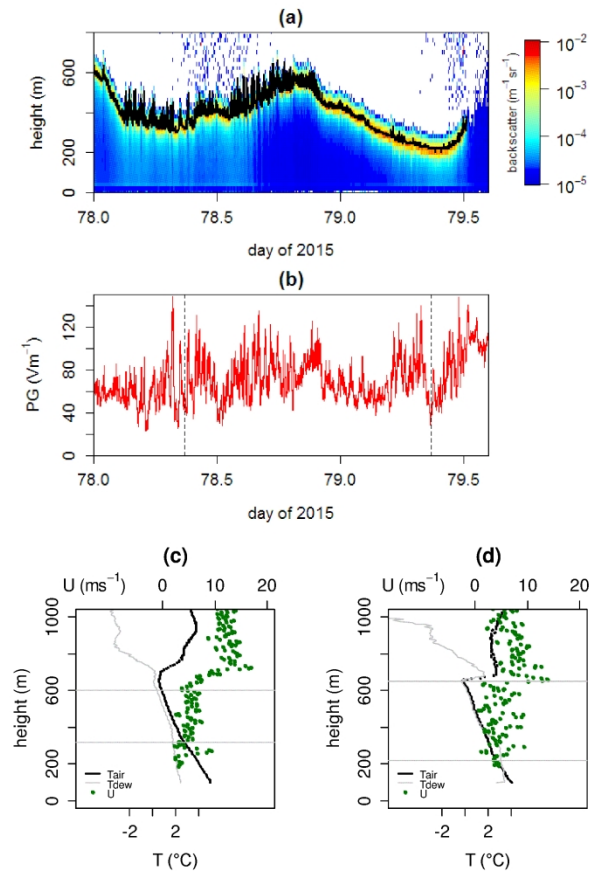 (a)
height (m)
600
400
200
0
78.0 78.5 79.0 79.5
day of 2015
10⁻²
10⁻³
10⁻⁴
10⁻⁵
backscatter (m⁻¹sr⁻¹)
(b)
PG (Vm⁻¹)
120
80
40
0
78.0 78.5 79.0 79.5
day of 2015
(c)
U (ms⁻¹) 0 10 20
height (m)
1000
600
200
0
Tair
Tdew
U
-2 2
T (°C)
(d)
U (ms⁻¹) 0 10 20
height (m)
1000
600
200
0
Tair
Tdew
U
-2 2
T (°C)